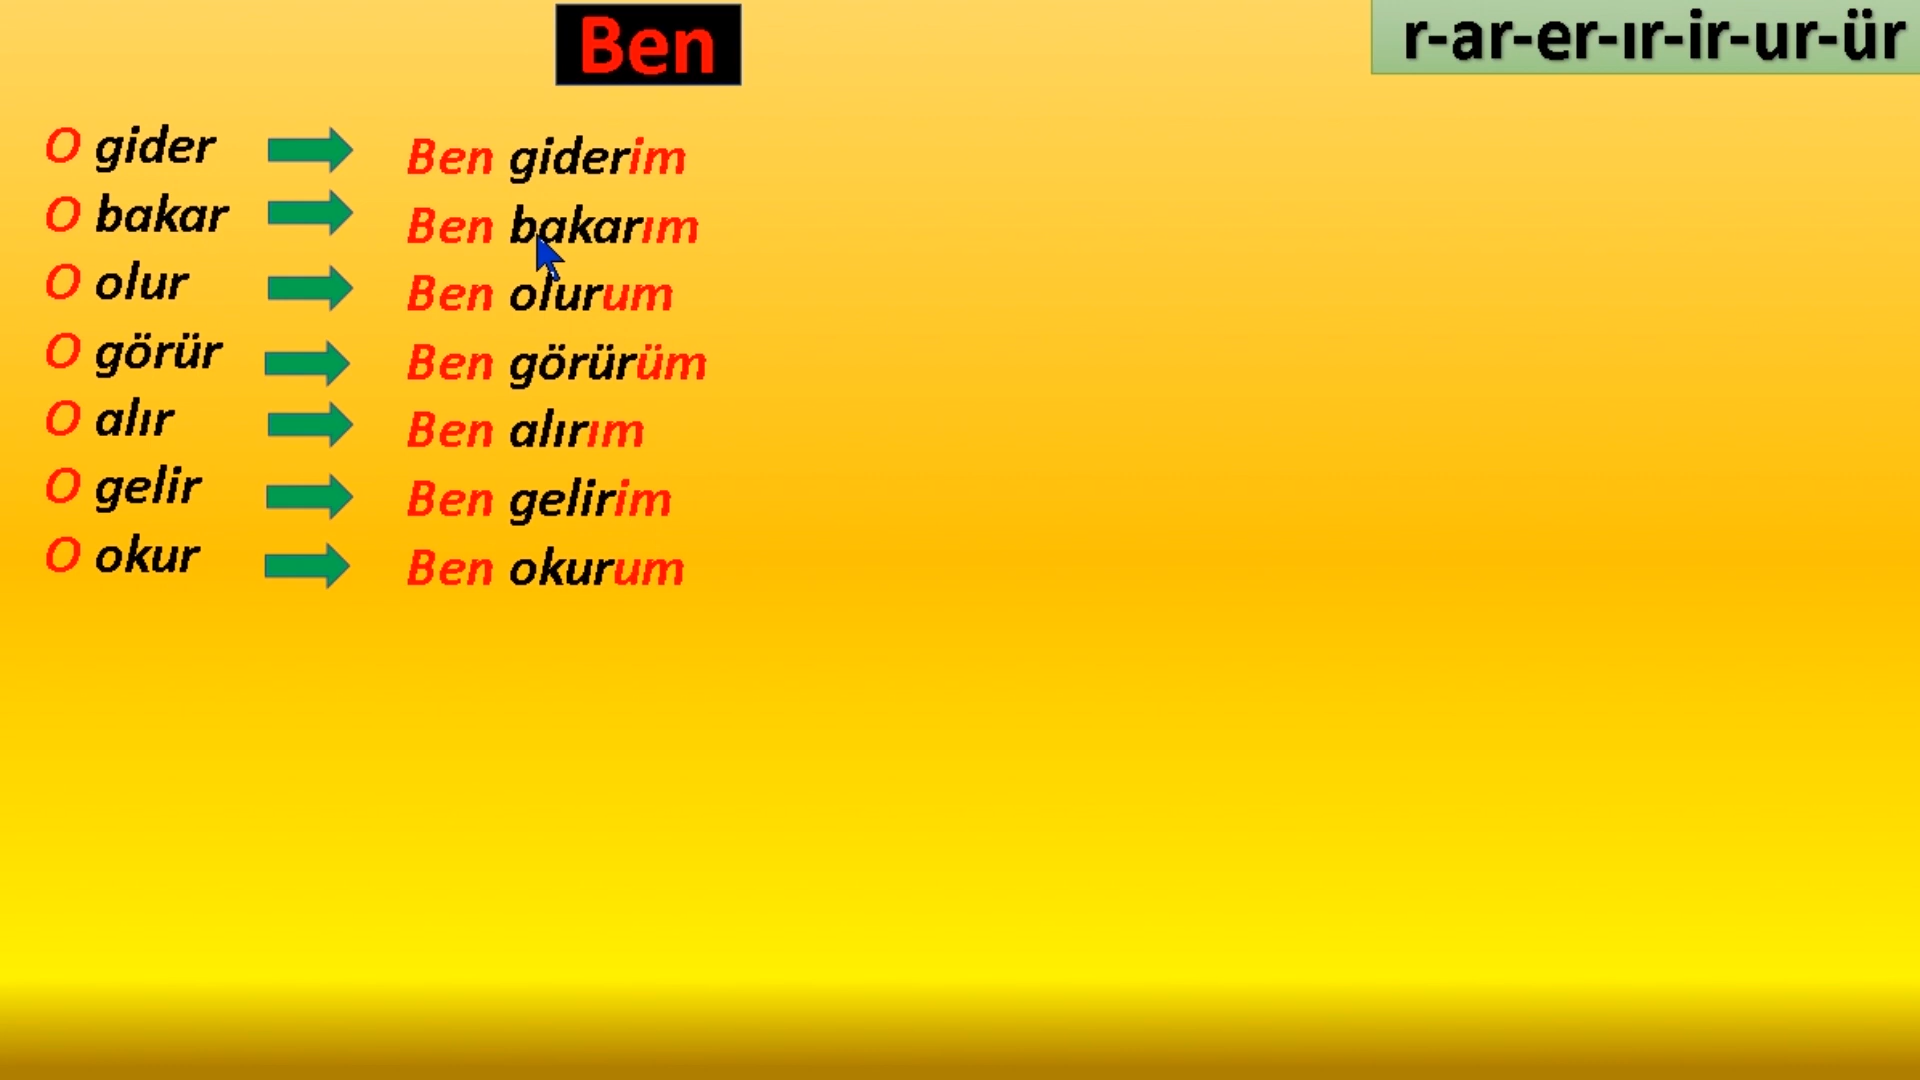 Ben
r-ar-er-ır-ir-ur-ür
O gider Ben giderim
O bakar Ben bakarım
O olur Ben olurum
O görür Ben görürüm
O alır Ben alırım
O gelir Ben gelirim
O okur Ben okurum